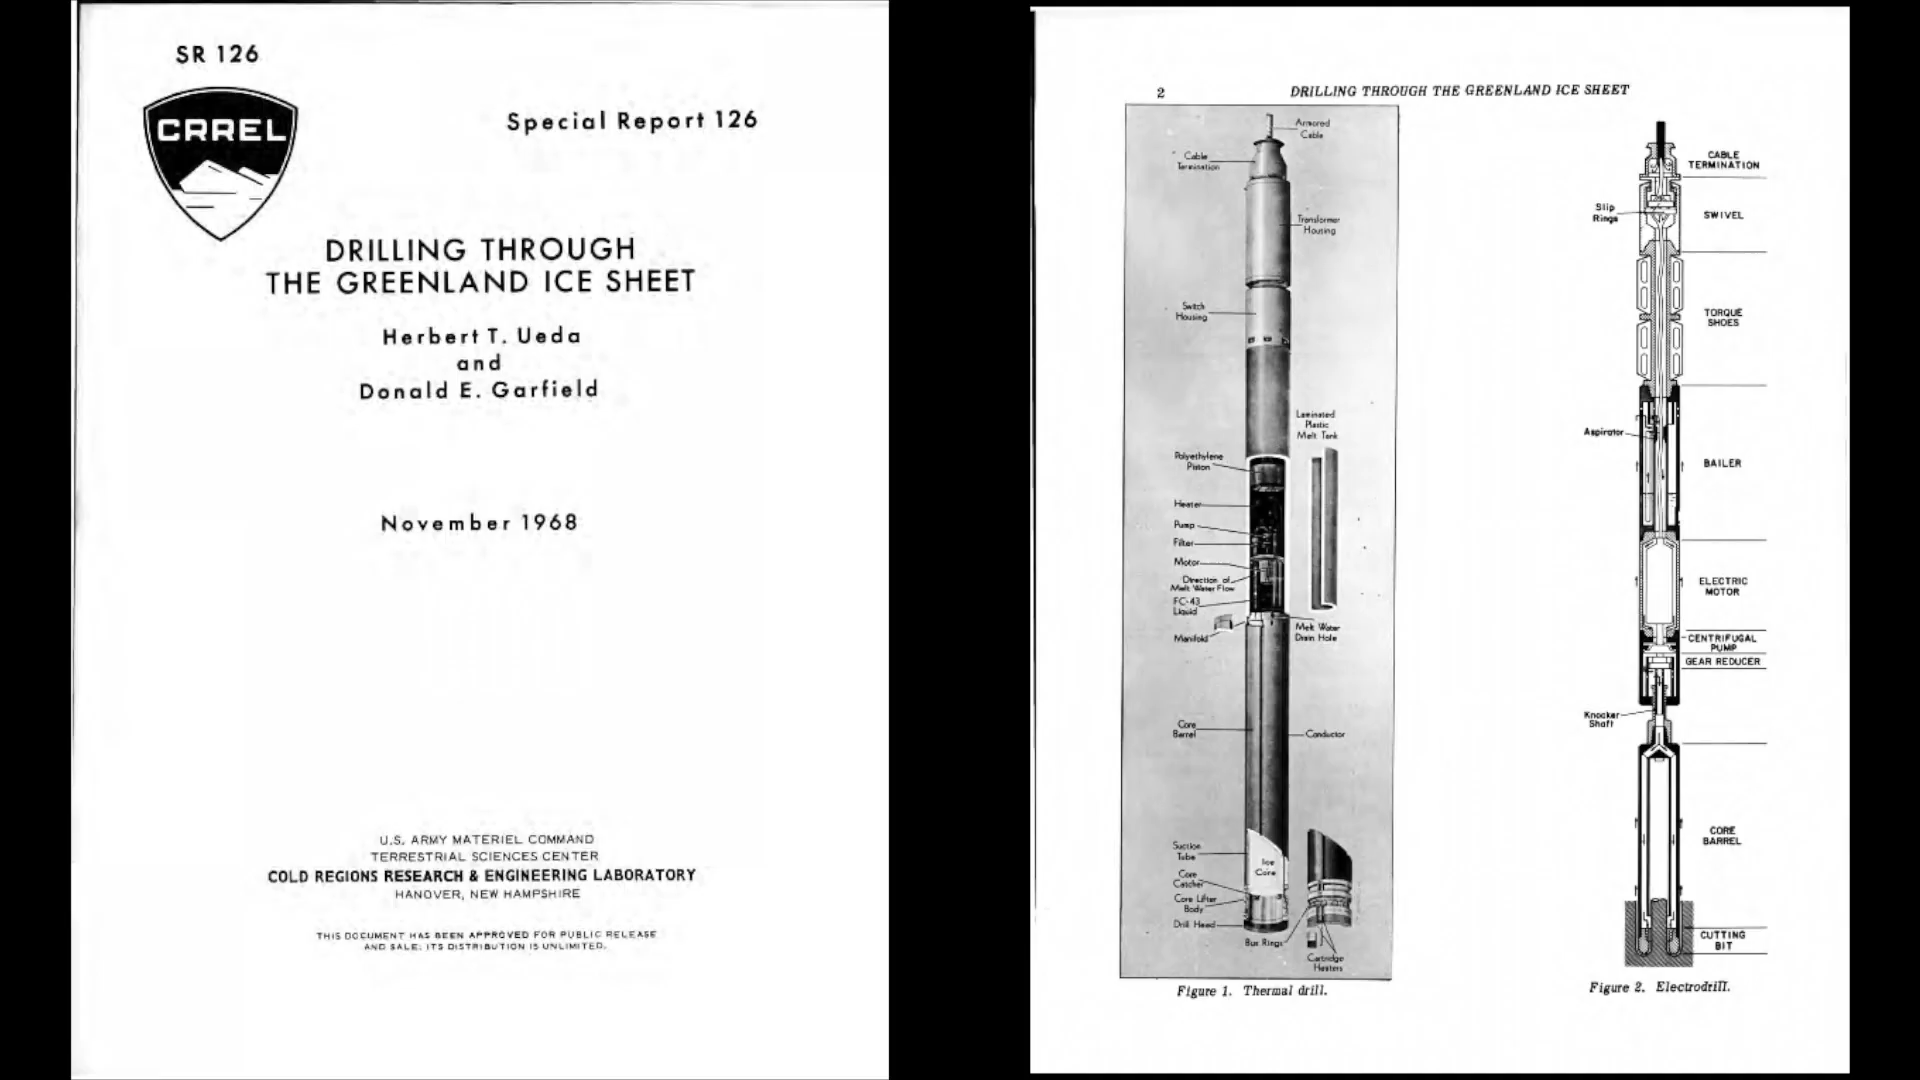 SR 126
CRREL
Special Report 126
DRILLING THROUGH
THE GREENLAND ICE SHEET
Herbert T. Ueda
and
Donald E. Garfield
November 1968
U.S. ARMY MATERIEL COMMAND
TERRESTRIAL SCIENCES CENTER
COLD REGIONS RESEARCH & ENGINEERING LABORATORY
HANOVER, NEW HAMPSHIRE
THIS DOCUMENT HAS BEEN APPROVED FOR PUBLIC RELEASE
AND SALE; ITS DISTRIBUTION IS UNLIMITED.
2
DRILLING THROUGH THE GREENLAND ICE SHEET
Armored
Cable
Cable
Termination
Transformer
Housing
Switch
Housing
Laminated
Plastic
Melt Tank
Polyethylene
Piston
Heater
Pump
Filter
Motor
Direction of
Melt Water Flow
FC-43
Liquid
Manifold
Melt Water
Drain Hole
Core
Barrel
Conductor
Suction
Tube
Ice
Core
Core
Catcher
Core Lifter
Body
Drill Head
Bus Rings
Cartridge
Heaters
Figure 1. Thermal drill.
CABLE
TERMINATION
Slip
Rings
SWIVEL
TORQUE
SHOES
Aspirator
BAILER
ELECTRIC
MOTOR
CENTRIFUGAL
PUMP
GEAR REDUCER
Knocker
Shaft
CORE
BARREL
CUTTING
BIT
Figure 2. Electrodrill.